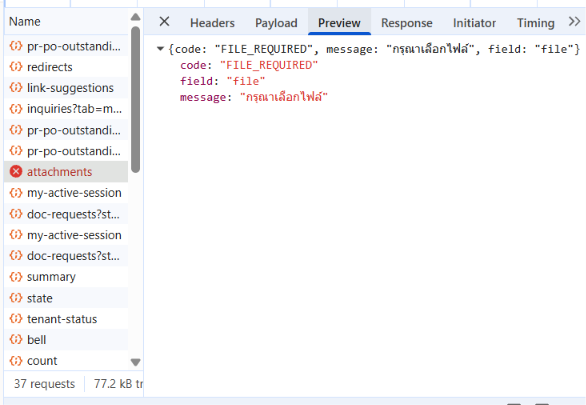 Name
pr-po-outstandi...
redirects
link-suggestions
inquiries?tab=m...
pr-po-outstandi...
pr-po-outstandi...
attachments
my-active-session
doc-requests?st...
my-active-session
doc-requests?st...
summary
state
tenant-status
bell
count
37 requests
77.2 kB tr
Headers Payload Preview Response Initiator Timing
{code: "FILE_REQUIRED", message: "กรุณาเลือกไฟล์", field: "file"}
code: "FILE_REQUIRED"
field: "file"
message: "กรุณาเลือกไฟล์"